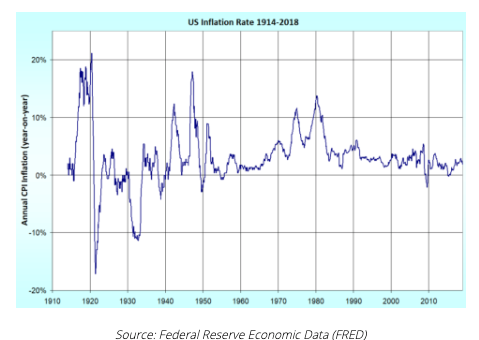 US Inflation Rate 1914-2018
Annual CPI Inflation (year-on-year)
20%
10%
0%
-10%
-20%
1910 1920 1930 1940 1950 1960 1970 1980 1990 2000 2010
Source: Federal Reserve Economic Data (FRED)